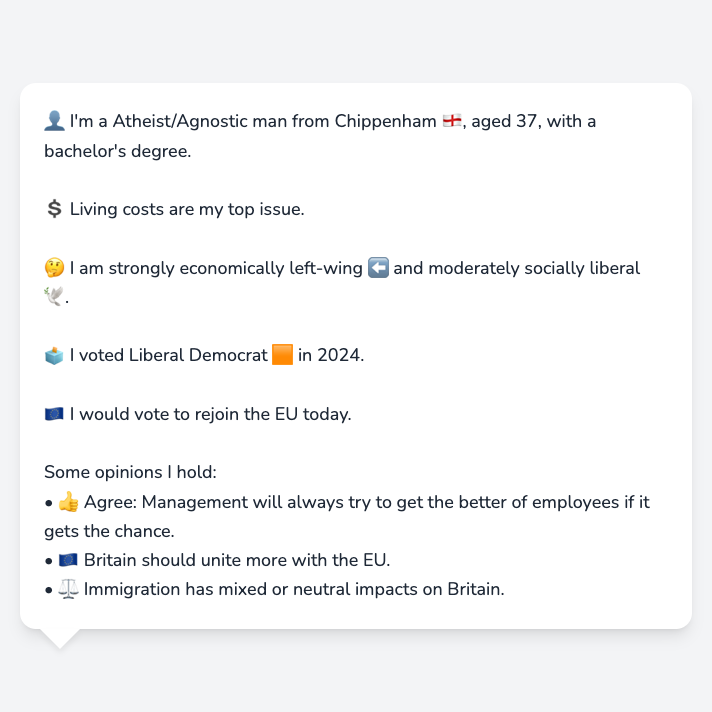 👤 I'm a Atheist/Agnostic man from Chippenham 🏴󠁧󠁢󠁥󠁮󠁧󠁿, aged 37, with a
bachelor's degree.
💲 Living costs are my top issue.
🤔 I am strongly economically left-wing ⬅️ and moderately socially liberal
🕊️.
🗳️ I voted Liberal Democrat 🟧 in 2024.
🇪🇺 I would vote to rejoin the EU today.
Some opinions I hold:
• 👍 Agree: Management will always try to get the better of employees if it
gets the chance.
• 🇪🇺 Britain should unite more with the EU.
• ⚖️ Immigration has mixed or neutral impacts on Britain.